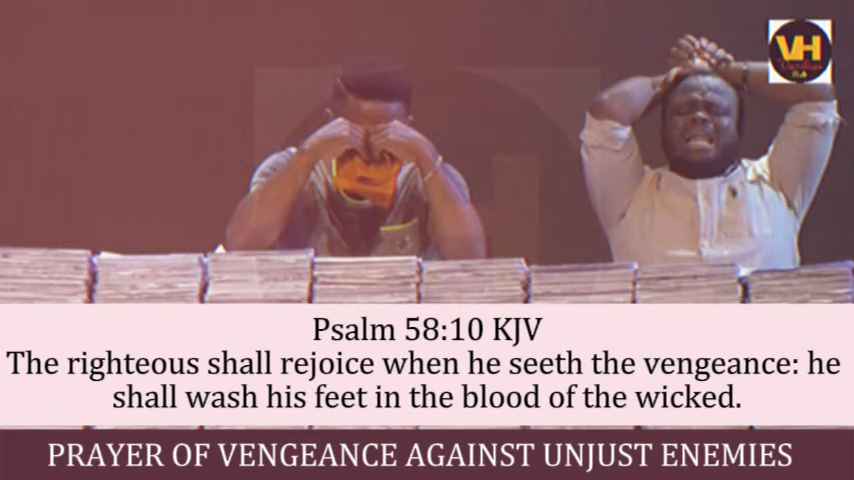 VH
Psalm 58:10 KJV
The righteous shall rejoice when he seeth the vengeance: he
shall wash his feet in the blood of the wicked.
PRAYER OF VENGEANCE AGAINST UNJUST ENEMIES